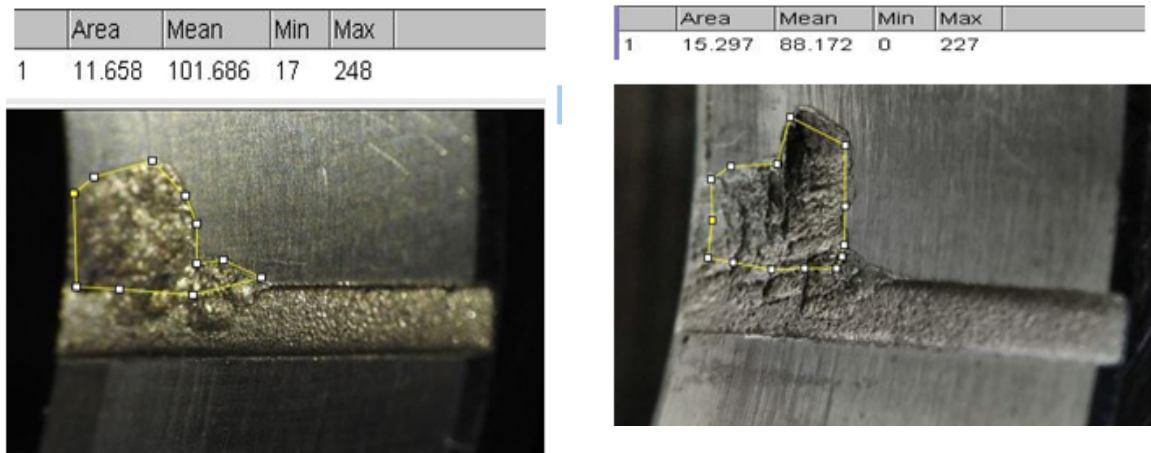 Area Mean Min Max
1 11.658 101.686 17 248
Area Mean Min Max
1 15.297 88.172 0 227